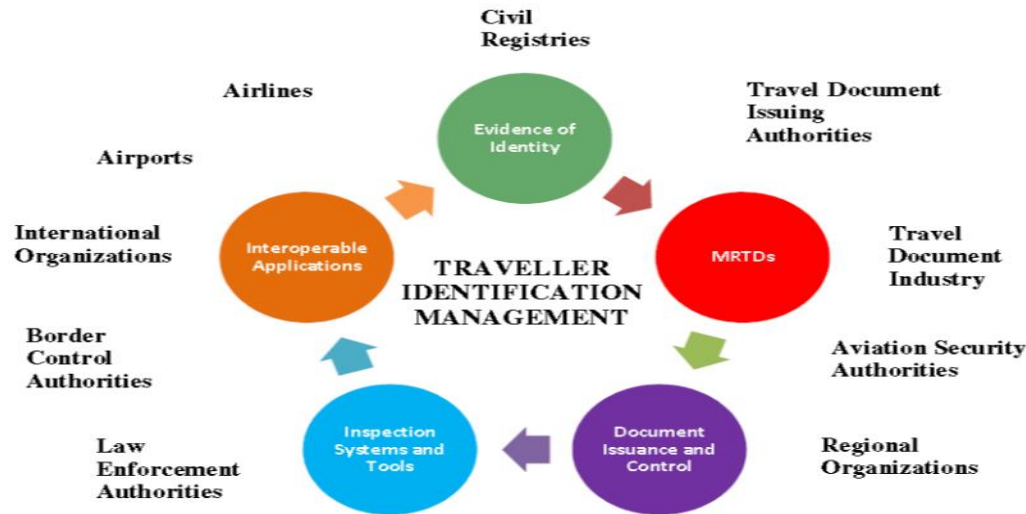 Civil
Registries
Airlines
Travel Document
Issuing
Authorities
Evidence of
Identity
Airports
International
Organizations
Interoperable
Applications
MRTDs
Travel
Document
Industry
TRAVELLER
IDENTIFICATION
MANAGEMENT
Border
Control
Authorities
Aviation Security
Authorities
Inspection
Systems and
Tools
Document
Issuance and
Control
Law
Enforcement
Authorities
Regional
Organizations